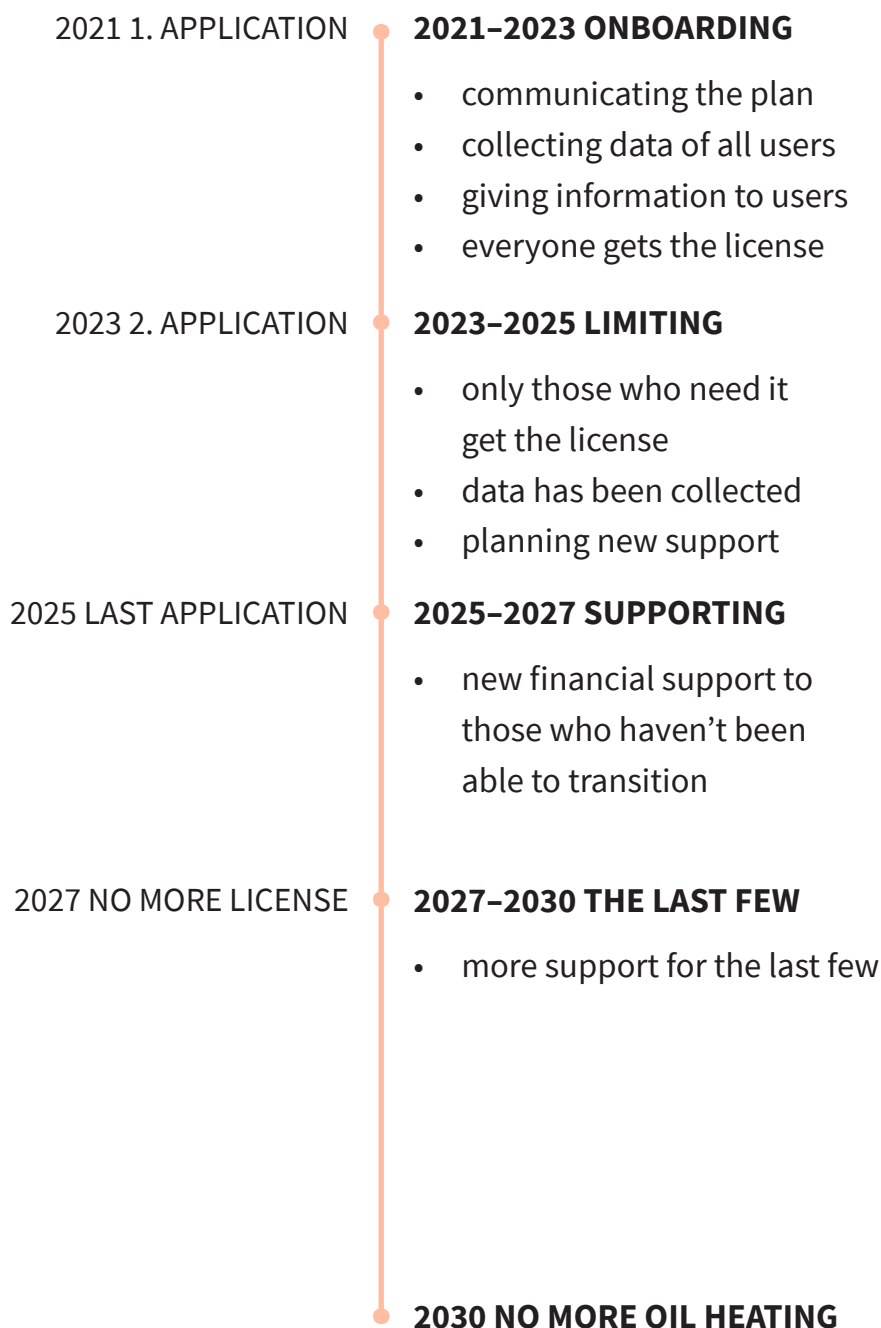 2021 1. APPLICATION
2021–2023 ONBOARDING
• communicating the plan
• collecting data of all users
• giving information to users
• everyone gets the license
2023 2. APPLICATION
2023–2025 LIMITING
• only those who need it
get the license
• data has been collected
• planning new support
2025 LAST APPLICATION
2025–2027 SUPPORTING
• new financial support to
those who haven’t been
able to transition
2027 NO MORE LICENSE
2027–2030 THE LAST FEW
• more support for the last few
2030 NO MORE OIL HEATING